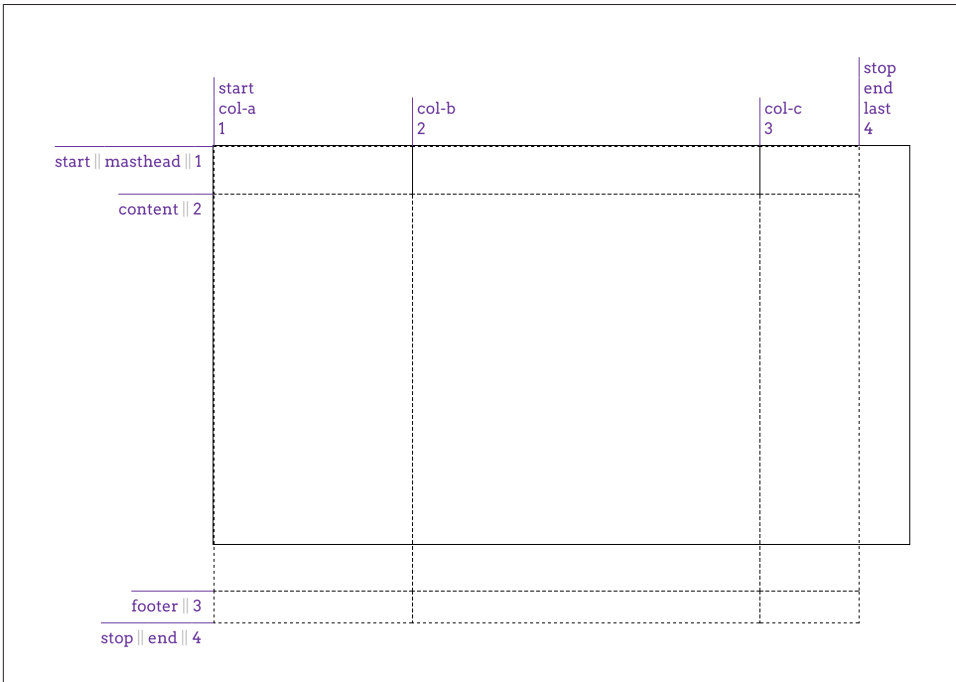 start
col-a
1
col-b
2
col-c
3
stop
end
last
4
start || masthead || 1
content || 2
footer || 3
stop || end || 4